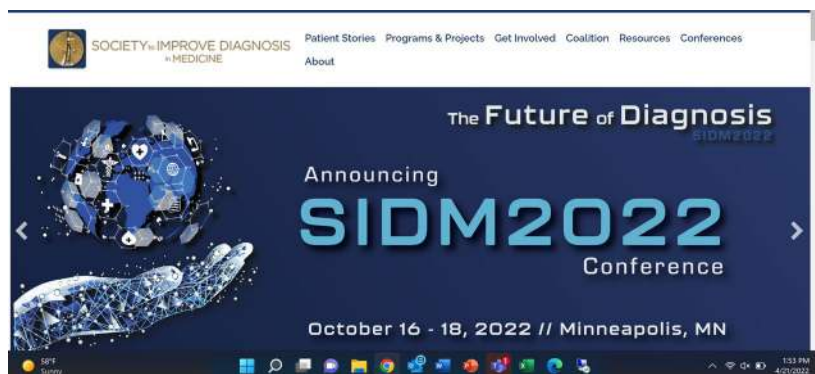 SOCIETY to IMPROVE DIAGNOSIS
in MEDICINE
Patient Stories Programs & Projects Get Involved Coalition Resources Conferences
About
The Future of Diagnosis
SIDM2022
Announcing
SIDM2022
Conference
October 16 - 18, 2022 // Minneapolis, MN
58°F
Sunny
1:53 PM
4/21/2022